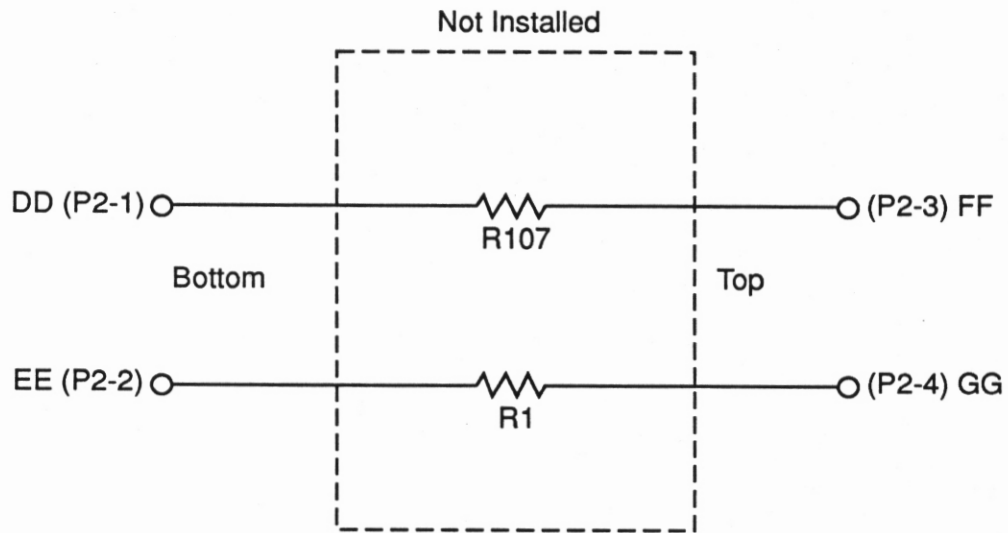 Not Installed
DD (P2-1)
(P2-3) FF
R107
Bottom
Top
EE (P2-2)
(P2-4) GG
R1